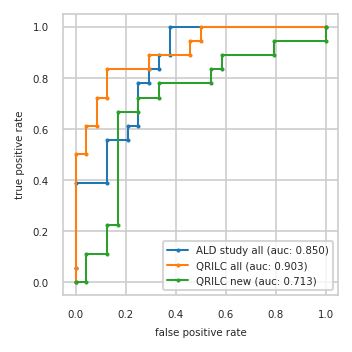 1.0
0.8
0.6
0.4
0.2
0.0
true positive rate
ALD study all (auc: 0.850)
QRILC all (auc: 0.903)
QRILC new (auc: 0.713)
0.0 0.2 0.4 0.6 0.8 1.0
false positive rate